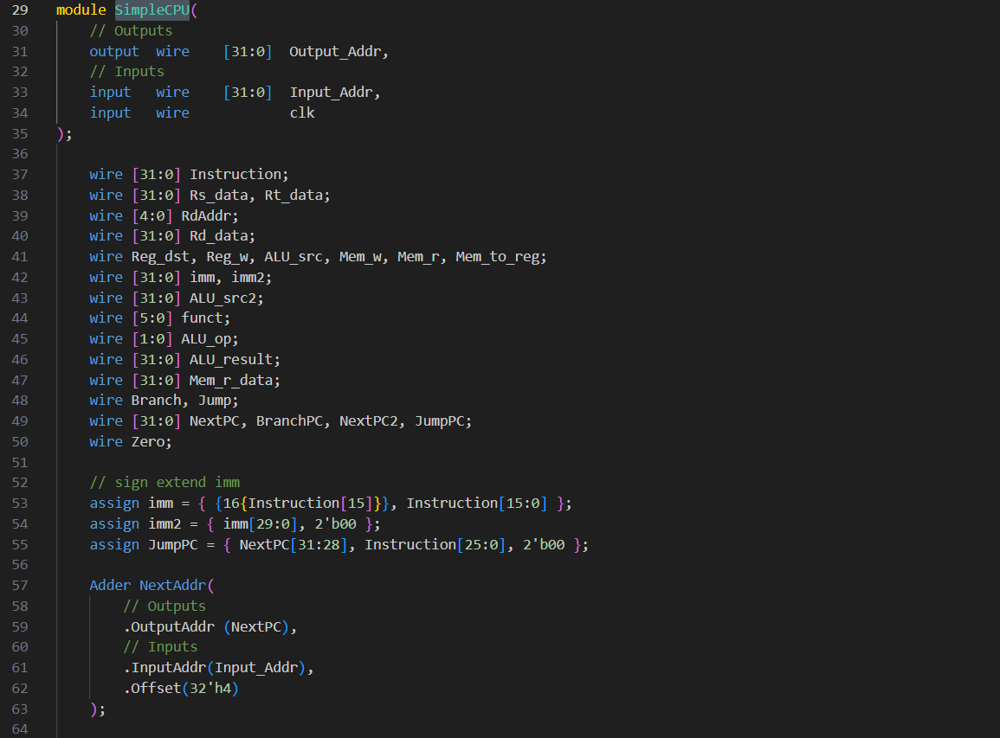 29 module SimpleCPU(
30     // Outputs
31     output  wire    [31:0]  Output_Addr,
32     // Inputs
33     input   wire    [31:0]  Input_Addr,
34     input   wire            clk
35 );
36
37     wire [31:0] Instruction;
38     wire [31:0] Rs_data, Rt_data;
39     wire [4:0] RdAddr;
40     wire [31:0] Rd_data;
41     wire Reg_dst, Reg_w, ALU_src, Mem_w, Mem_r, Mem_to_reg;
42     wire [31:0] imm, imm2;
43     wire [31:0] ALU_src2;
44     wire [5:0] funct;
45     wire [1:0] ALU_op;
46     wire [31:0] ALU_result;
47     wire [31:0] Mem_r_data;
48     wire Branch, Jump;
49     wire [31:0] NextPC, BranchPC, NextPC2, JumpPC;
50     wire Zero;
51
52     // sign extend imm
53     assign imm = { {16{Instruction[15]}}, Instruction[15:0] };
54     assign imm2 = { imm[29:0], 2'b00 };
55     assign JumpPC = { NextPC[31:28], Instruction[25:0], 2'b00 };
56
57     Adder NextAddr(
58         // Outputs
59         .OutputAddr (NextPC),
60         // Inputs
61         .InputAddr(Input_Addr),
62         .Offset(32'h4)
63     );
64